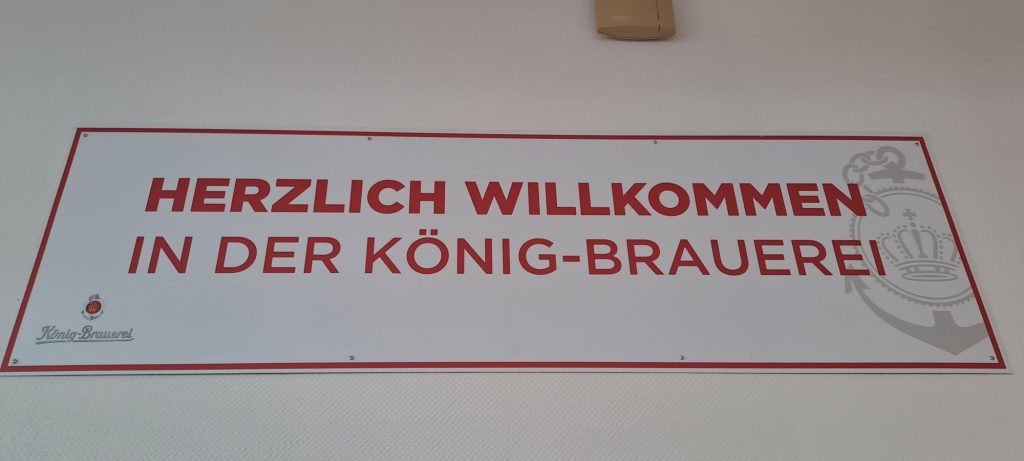 HERZLICH WILLKOMMEN
IN DER KÖNIG-BRAUEREI
König-Brauerei